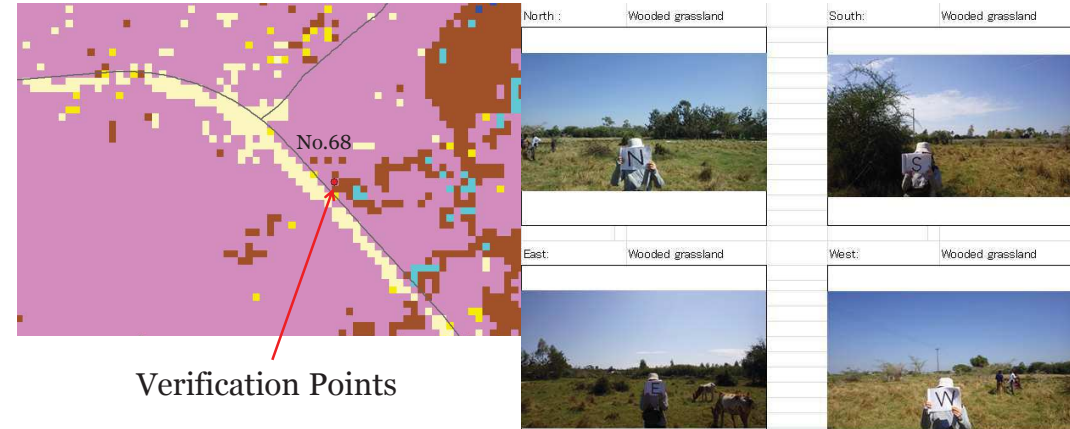 No.68
Verification Points
North : Wooded grassland
South: Wooded grassland
N
S
East: Wooded grassland
West: Wooded grassland
E
W